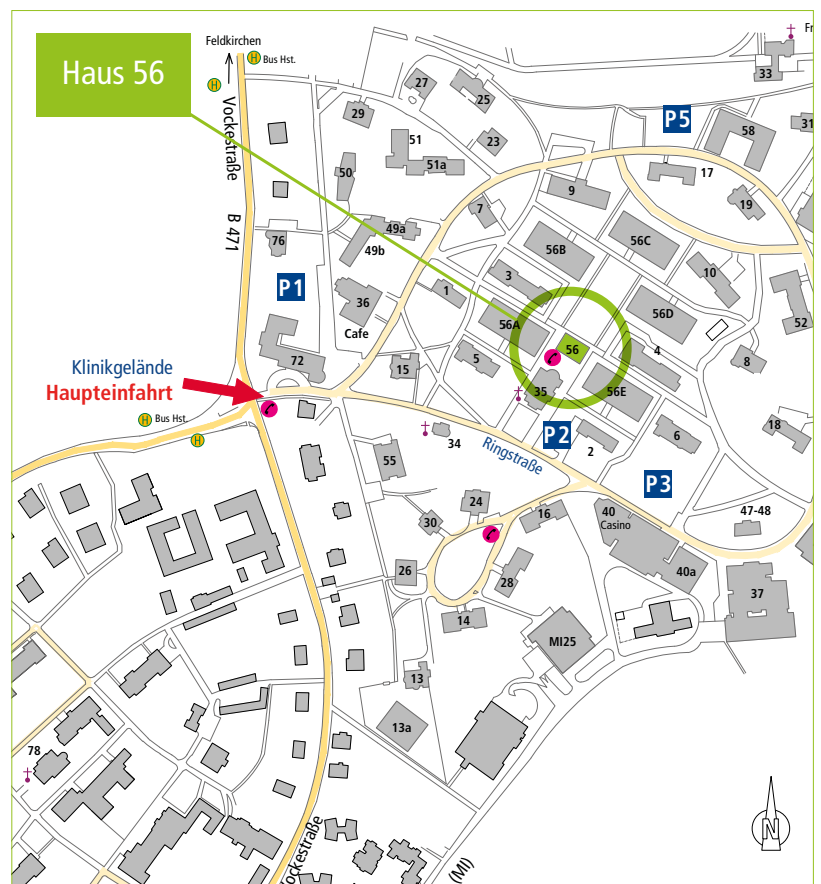 Haus 56
Feldkirchen
H
Bus Hst.
H
Vockestraße
B 471
Fr
33
27
25
29
P5
58
31
51
23
51a
50
17
9
19
7
49a
56C
76
49b
56B
10
3
P1
1
36
56D
52
56A
Cafe
56
4
72
5
8
Klinikgelände
15
Haupteinfahrt
35
56E
H
Bus Hst.
18
34
P2
6
H
Ringstraße
2
55
P3
24
47-48
16
40
Casino
30
26
40a
28
37
14
MI25
13
13a
78
N
ockestraße
(MI)